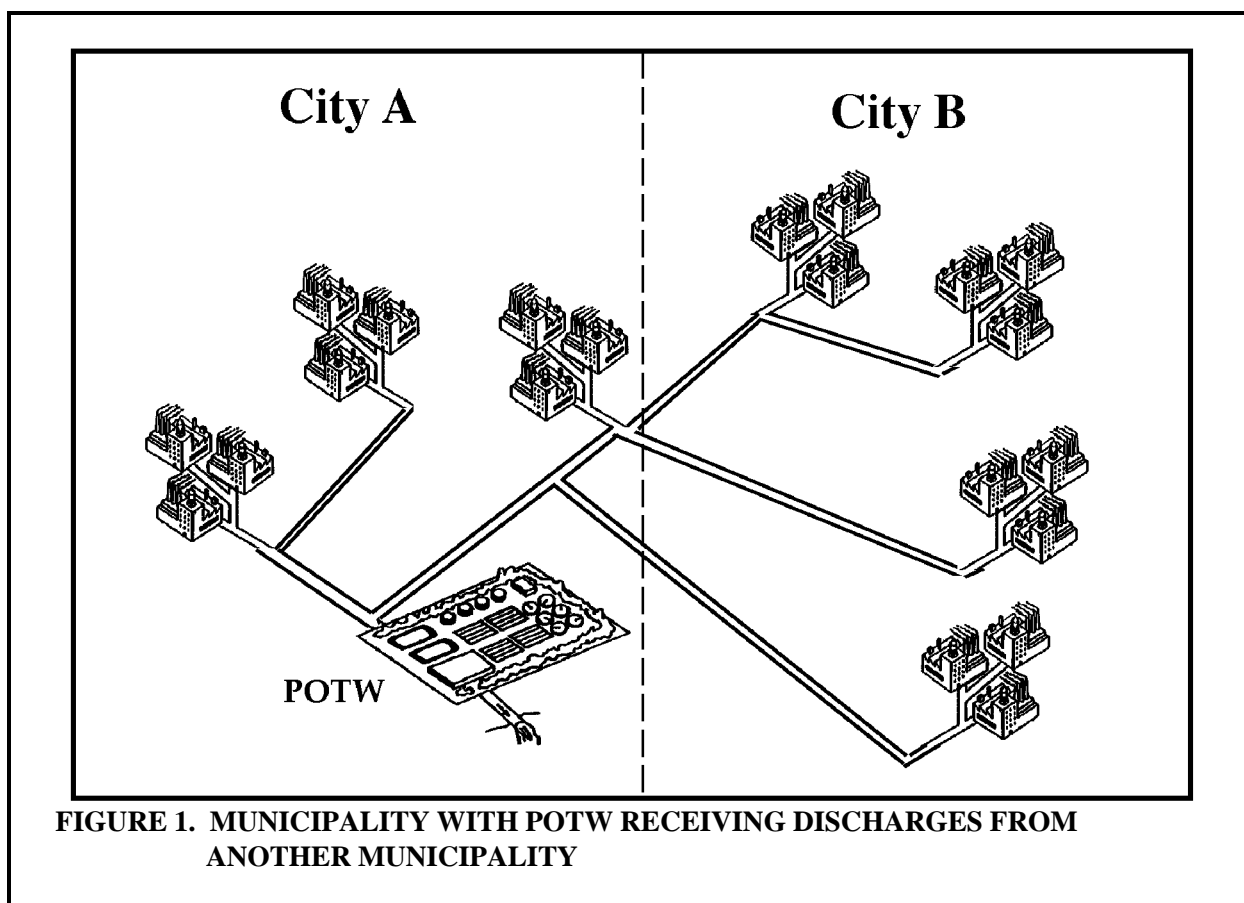 City A
City B
POTW
FIGURE 1. MUNICIPALITY WITH POTW RECEIVING DISCHARGES FROM
ANOTHER MUNICIPALITY